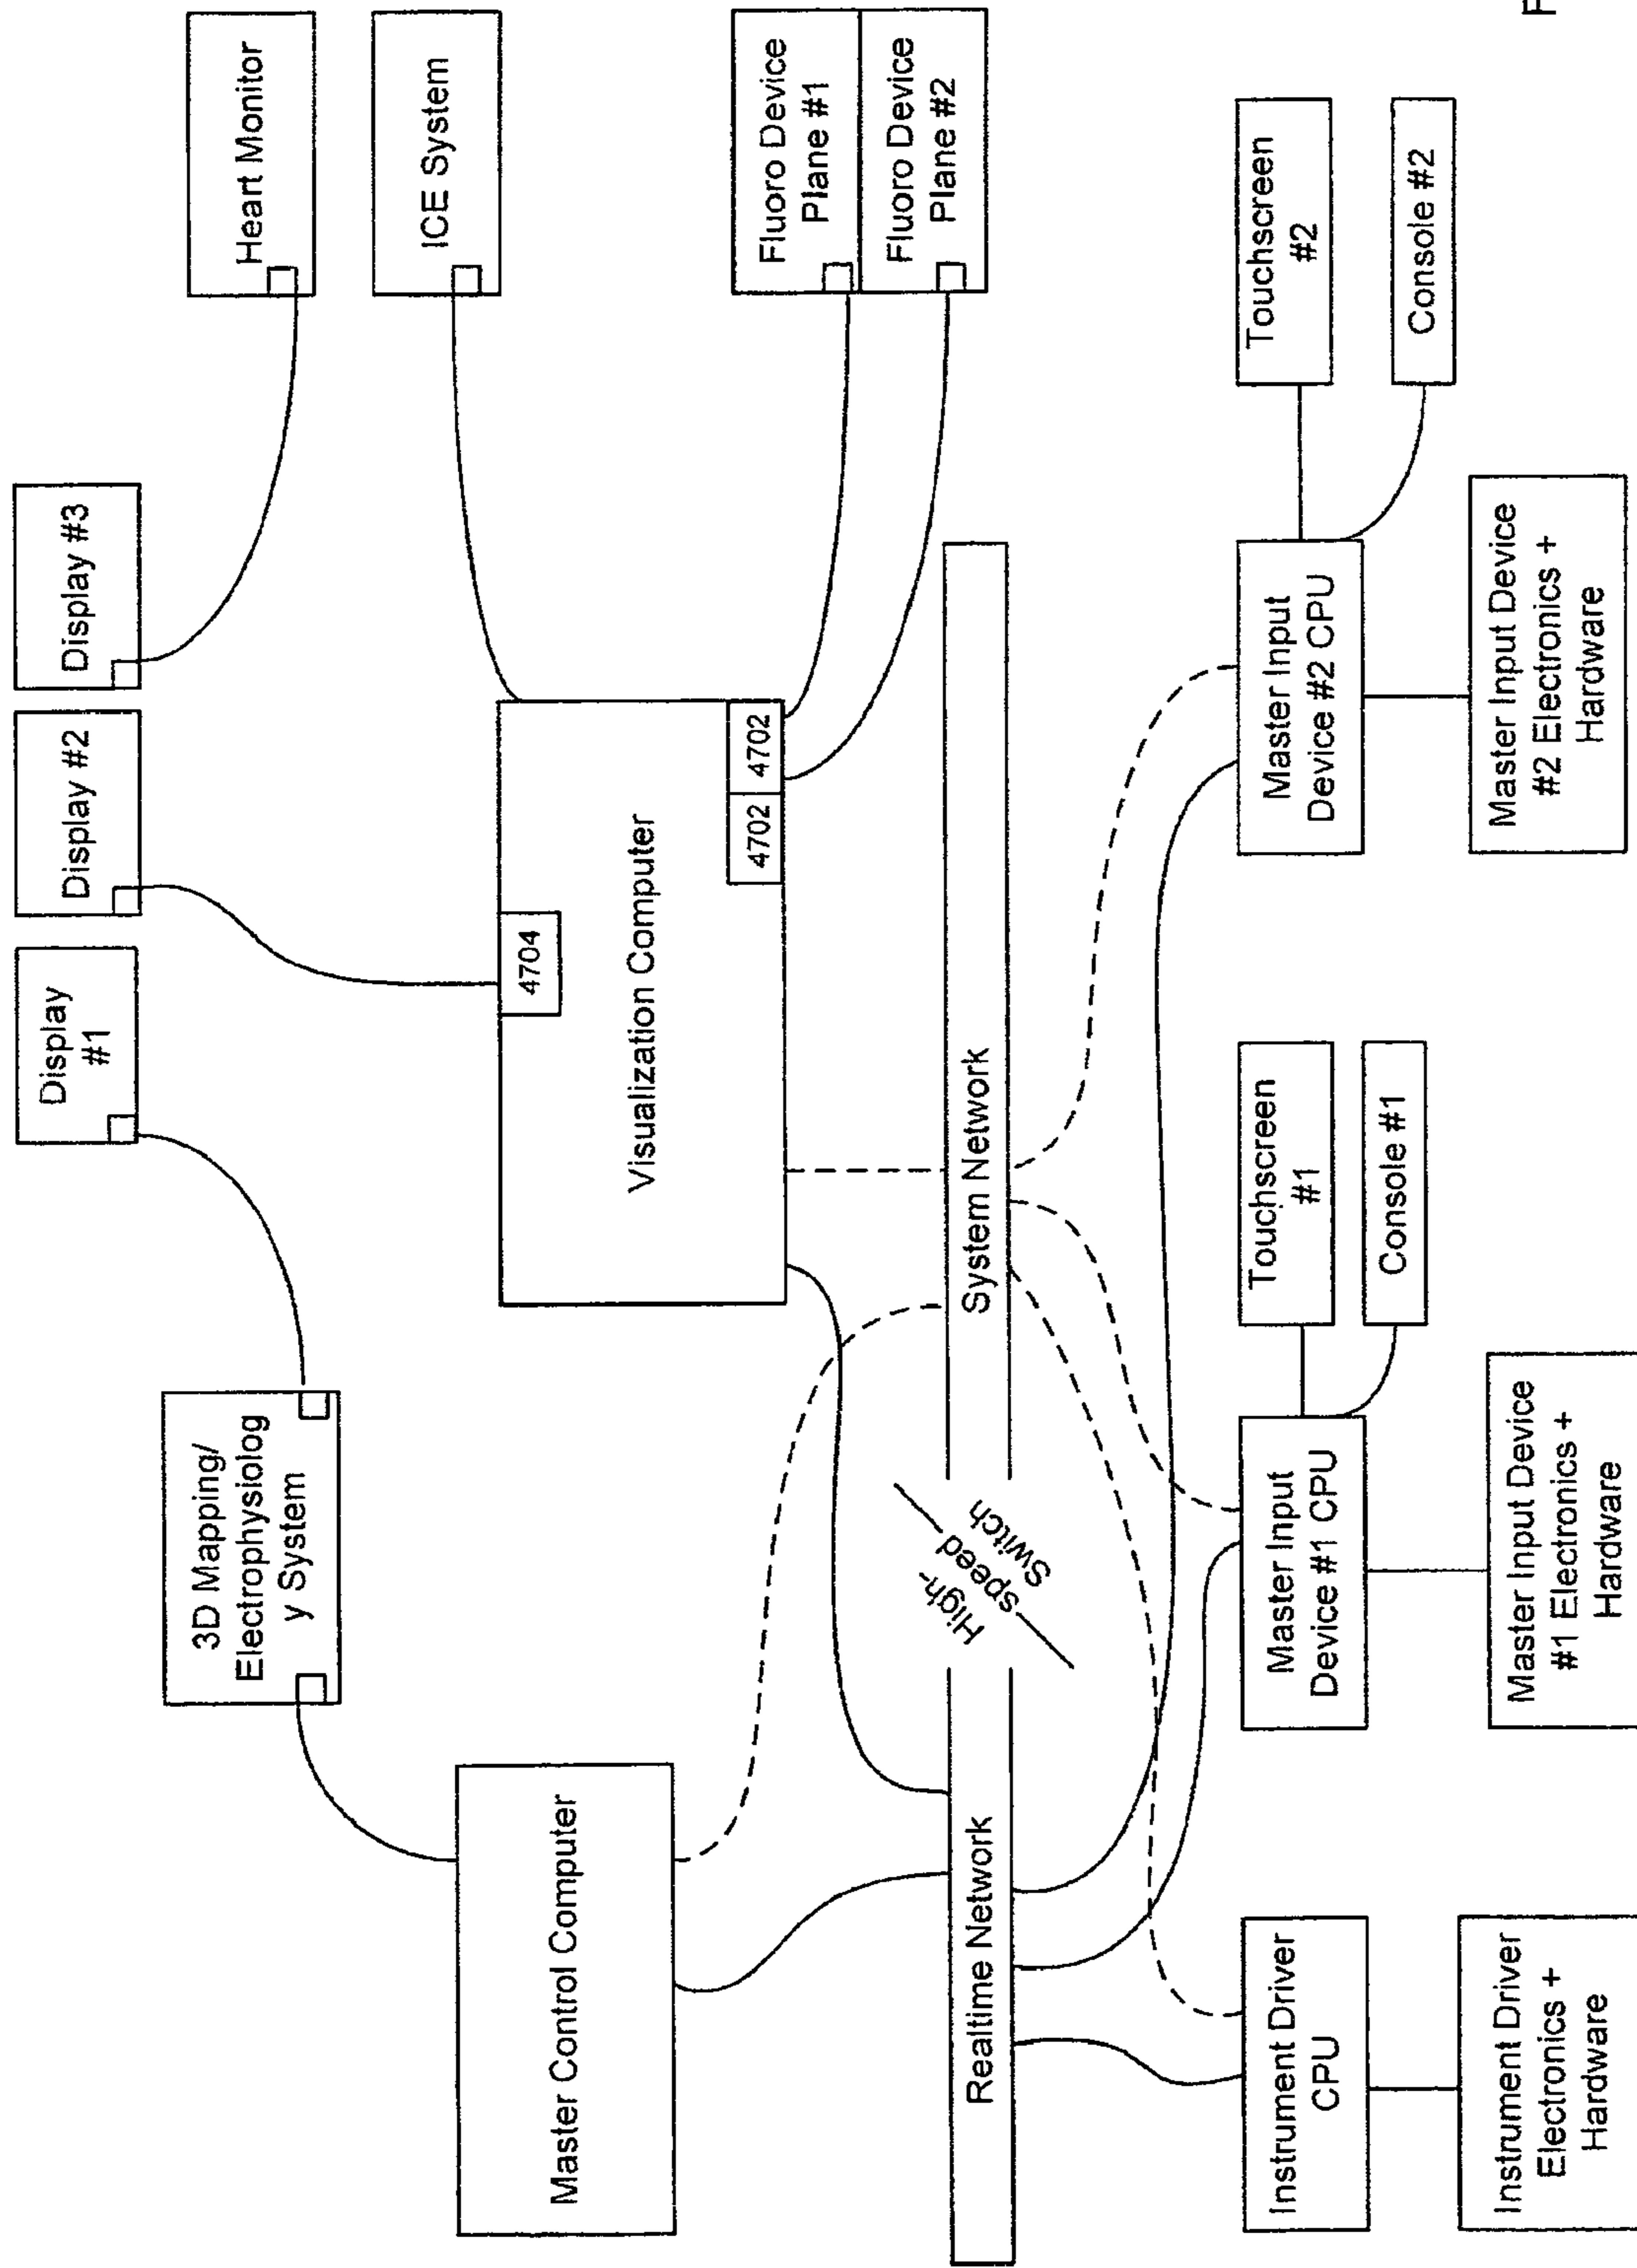 Display
#1
Display #2
Display #3
Heart Monitor
3D Mapping/
Electrophysiolog
y System
ICE System
Master Control Computer
4704
Visualization Computer
4702
4702
Fluoro Device
Plane #1
Fluoro Device
Plane #2
Realtime Network
High-
speed
Switch
System Network
Instrument Driver
CPU
Master Input
Device #1 CPU
Touchscreen
#1
Console #1
Master Input
Device #2 CPU
Touchscreen
#2
Console #2
Instrument Driver
Electronics +
Hardware
Master Input Device
#1 Electronics +
Hardware
Master Input Device
#2 Electronics +
Hardware